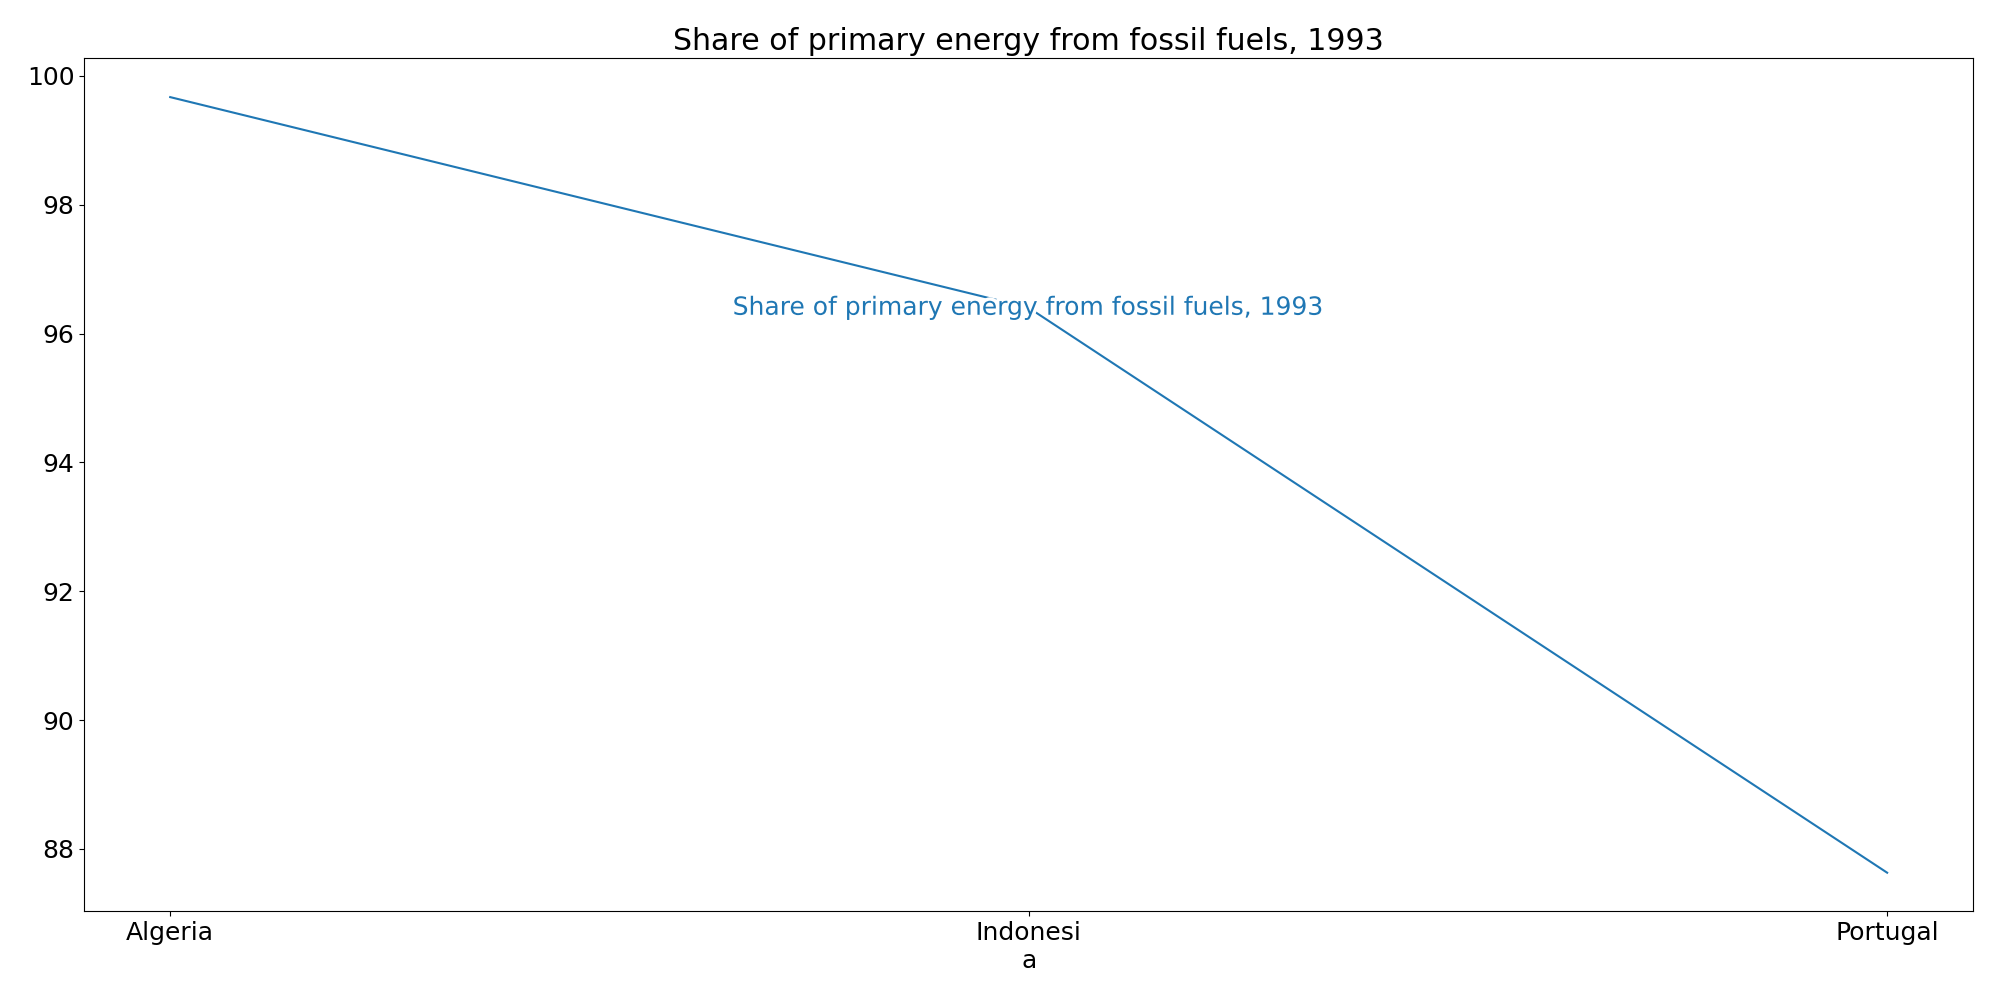 Share of primary energy from fossil fuels, 1993
100
98
96
94
92
90
88
Share of primary energy from fossil fuels, 1993
Algeria
Indonesi
a
Portugal